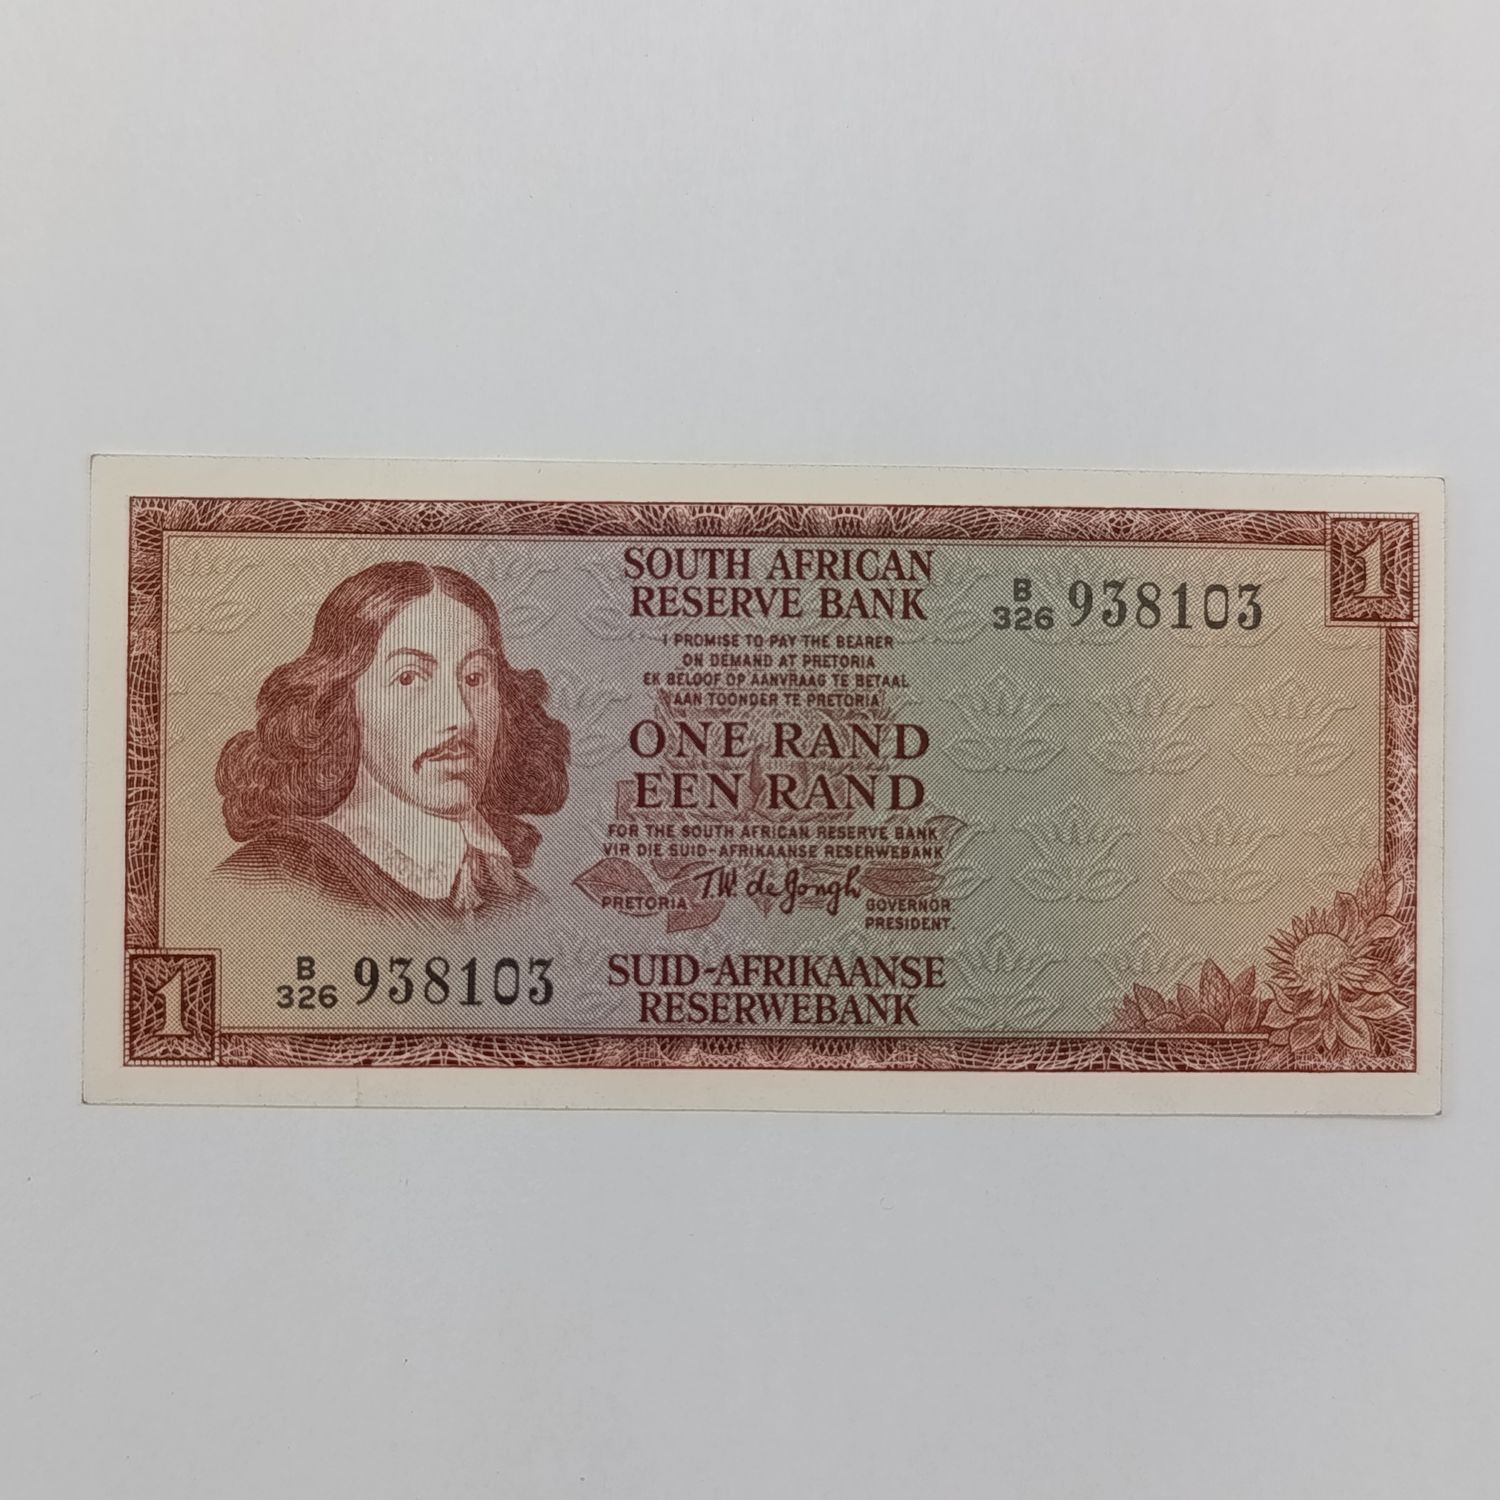 1
SOUTH AFRICAN
RESERVE BANK
B
326 938103
I PROMISE TO PAY THE BEARER
ON DEMAND AT PRETORIA
EK BELOOF OP AANVRAAG TE BETAAL
AAN TOONDER TE PRETORIA
ONE RAND
EEN RAND
FOR THE SOUTH AFRICAN RESERVE BANK
VIR DIE SUID-AFRIKAANSE RESERWEBANK
T.W. de Jongh
PRETORIA
GOVERNOR.
PRESIDENT.
B
326 938103
SUID-AFRIKAANSE
RESERWEBANK
1